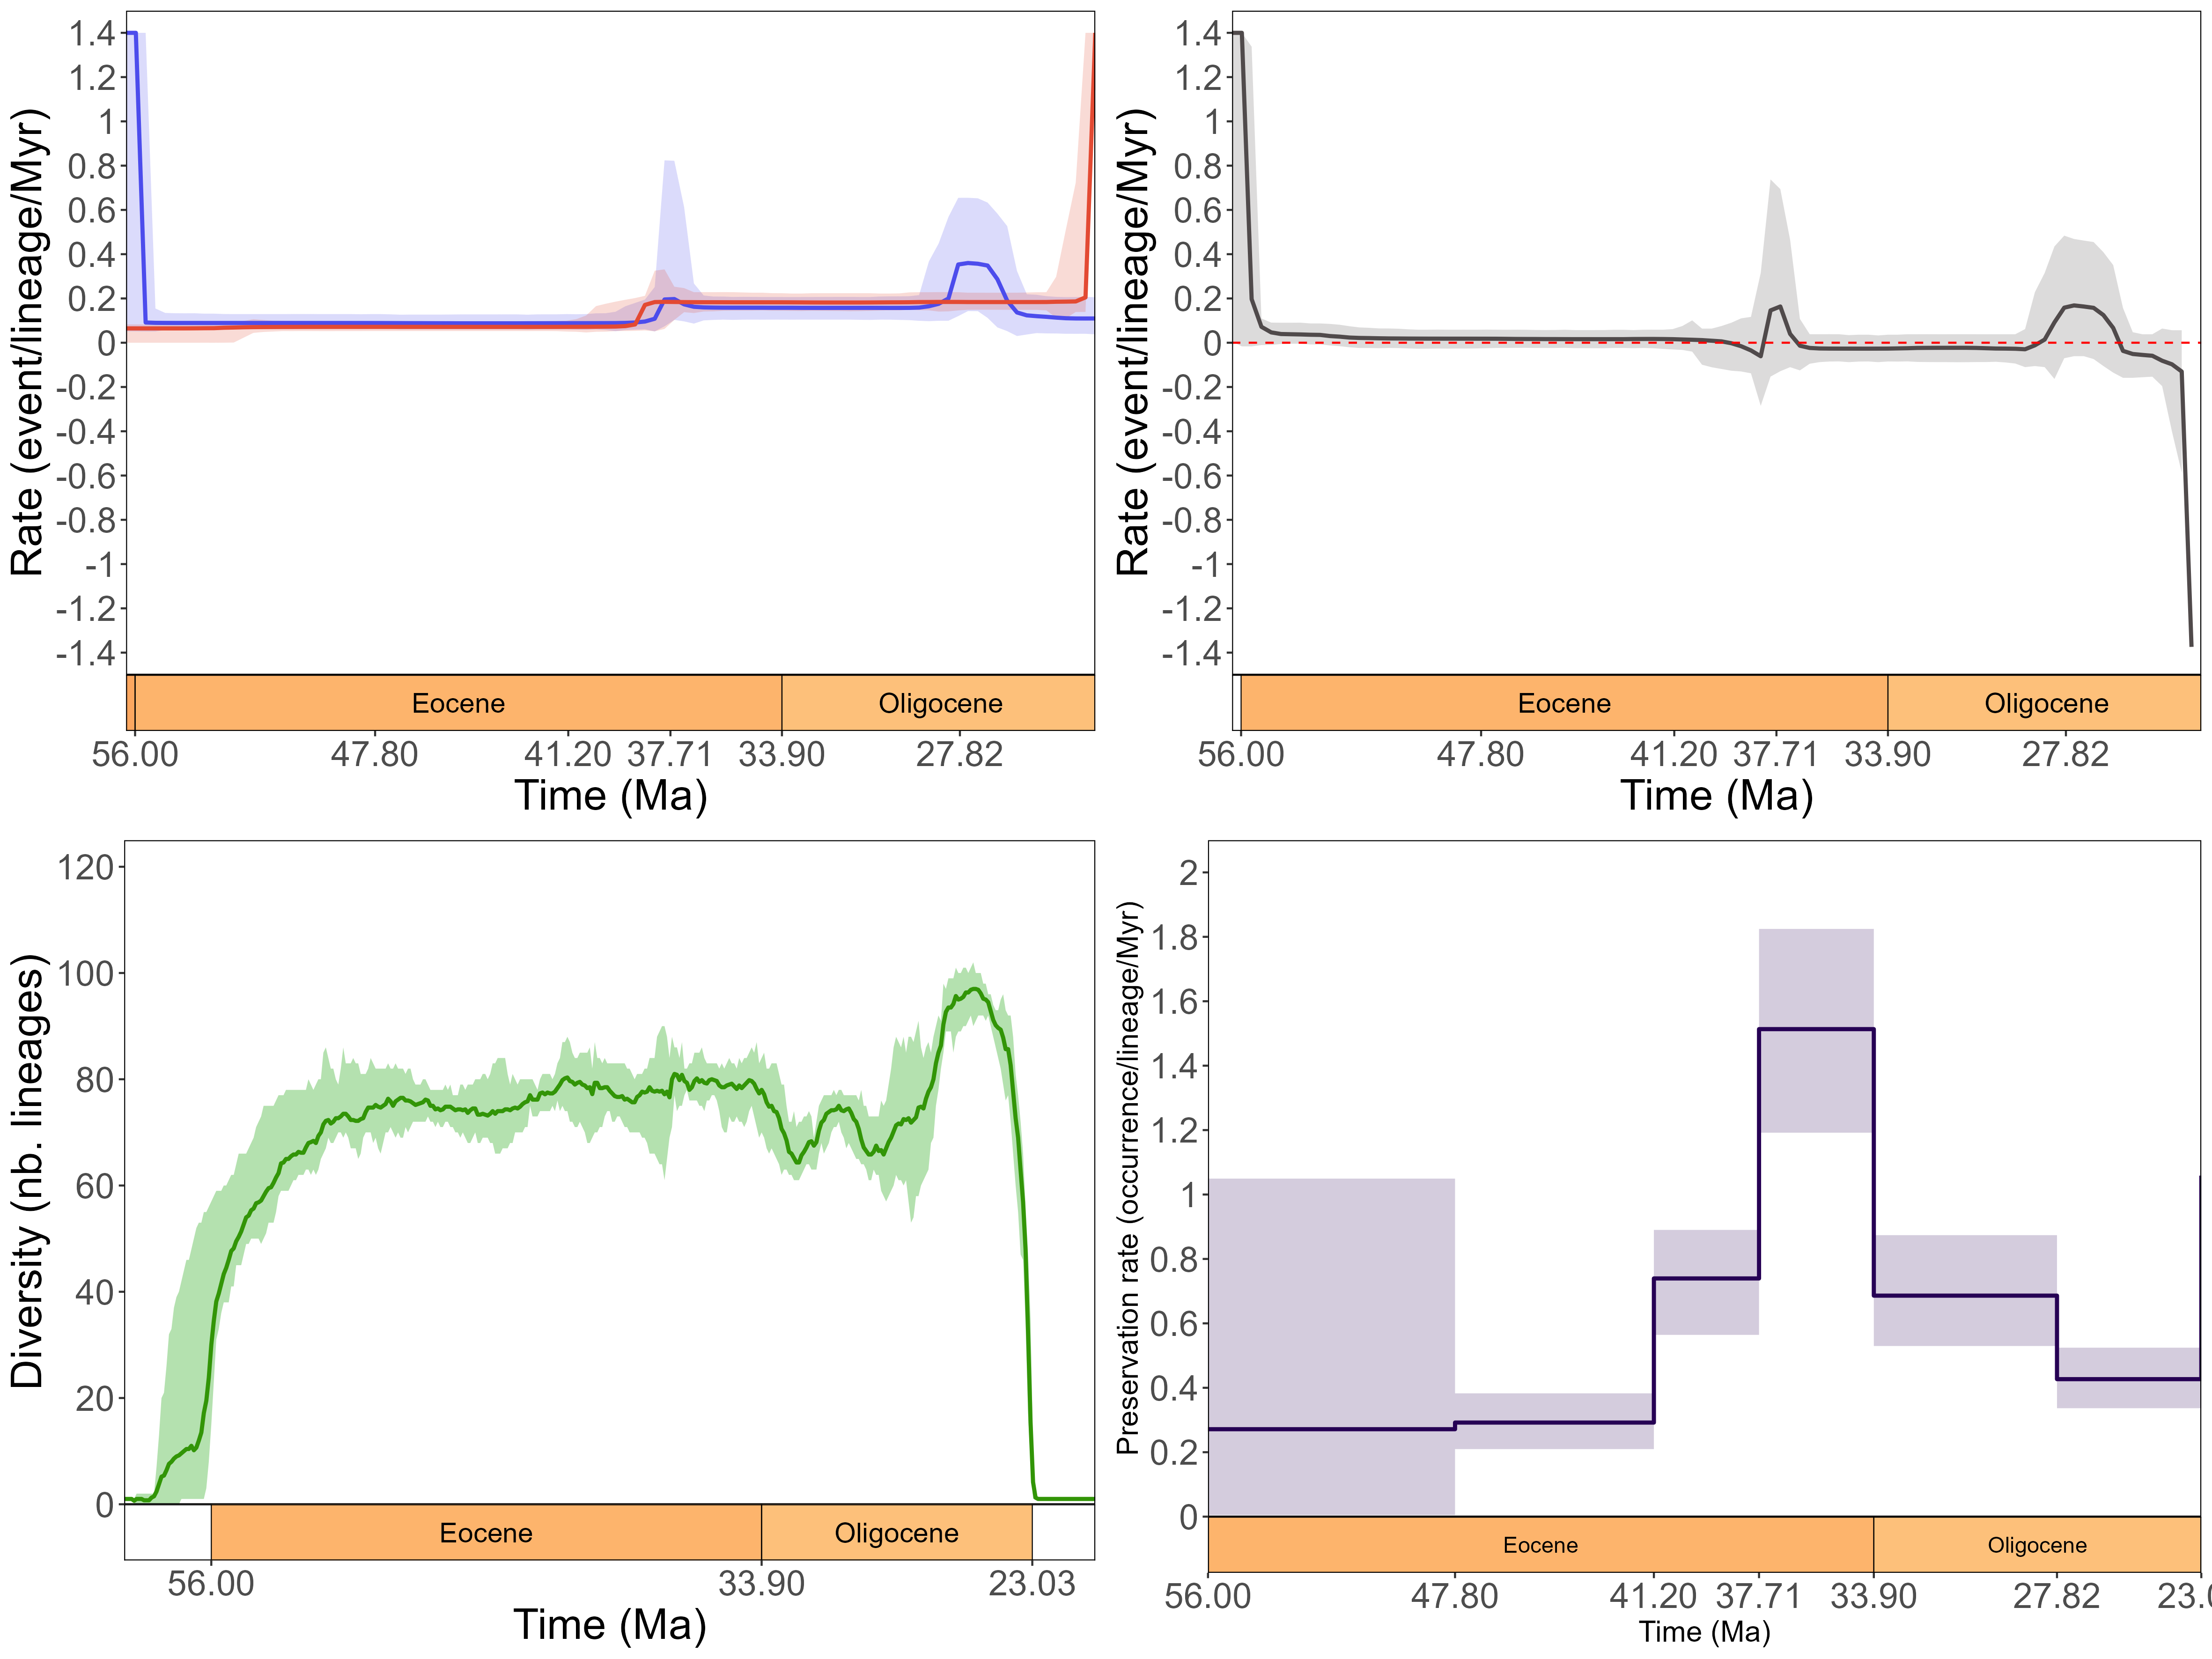 Rate (event/lineage/Myr)
1.4
1.2
1
0.8
0.6
0.4
0.2
0
-0.2
-0.4
-0.6
-0.8
-1
-1.2
-1.4
Eocene
Oligocene
56.00 47.80 41.20 37.71 33.90 27.82
Time (Ma)
Rate (event/lineage/Myr)
1.4
1.2
1
0.8
0.6
0.4
0.2
0
-0.2
-0.4
-0.6
-0.8
-1
-1.2
-1.4
Eocene
Oligocene
56.00 47.80 41.20 37.71 33.90 27.82
Time (Ma)
Diversity (nb. lineages)
120
100
80
60
40
20
0
Eocene
Oligocene
56.00 33.90 23.03
Time (Ma)
Preservation rate (occurrence/lineage/Myr)
2
1.8
1.6
1.4
1.2
1
0.8
0.6
0.4
0.2
0
Eocene
Oligocene
56.00 47.80 41.20 37.71 33.90 27.82
Time (Ma)